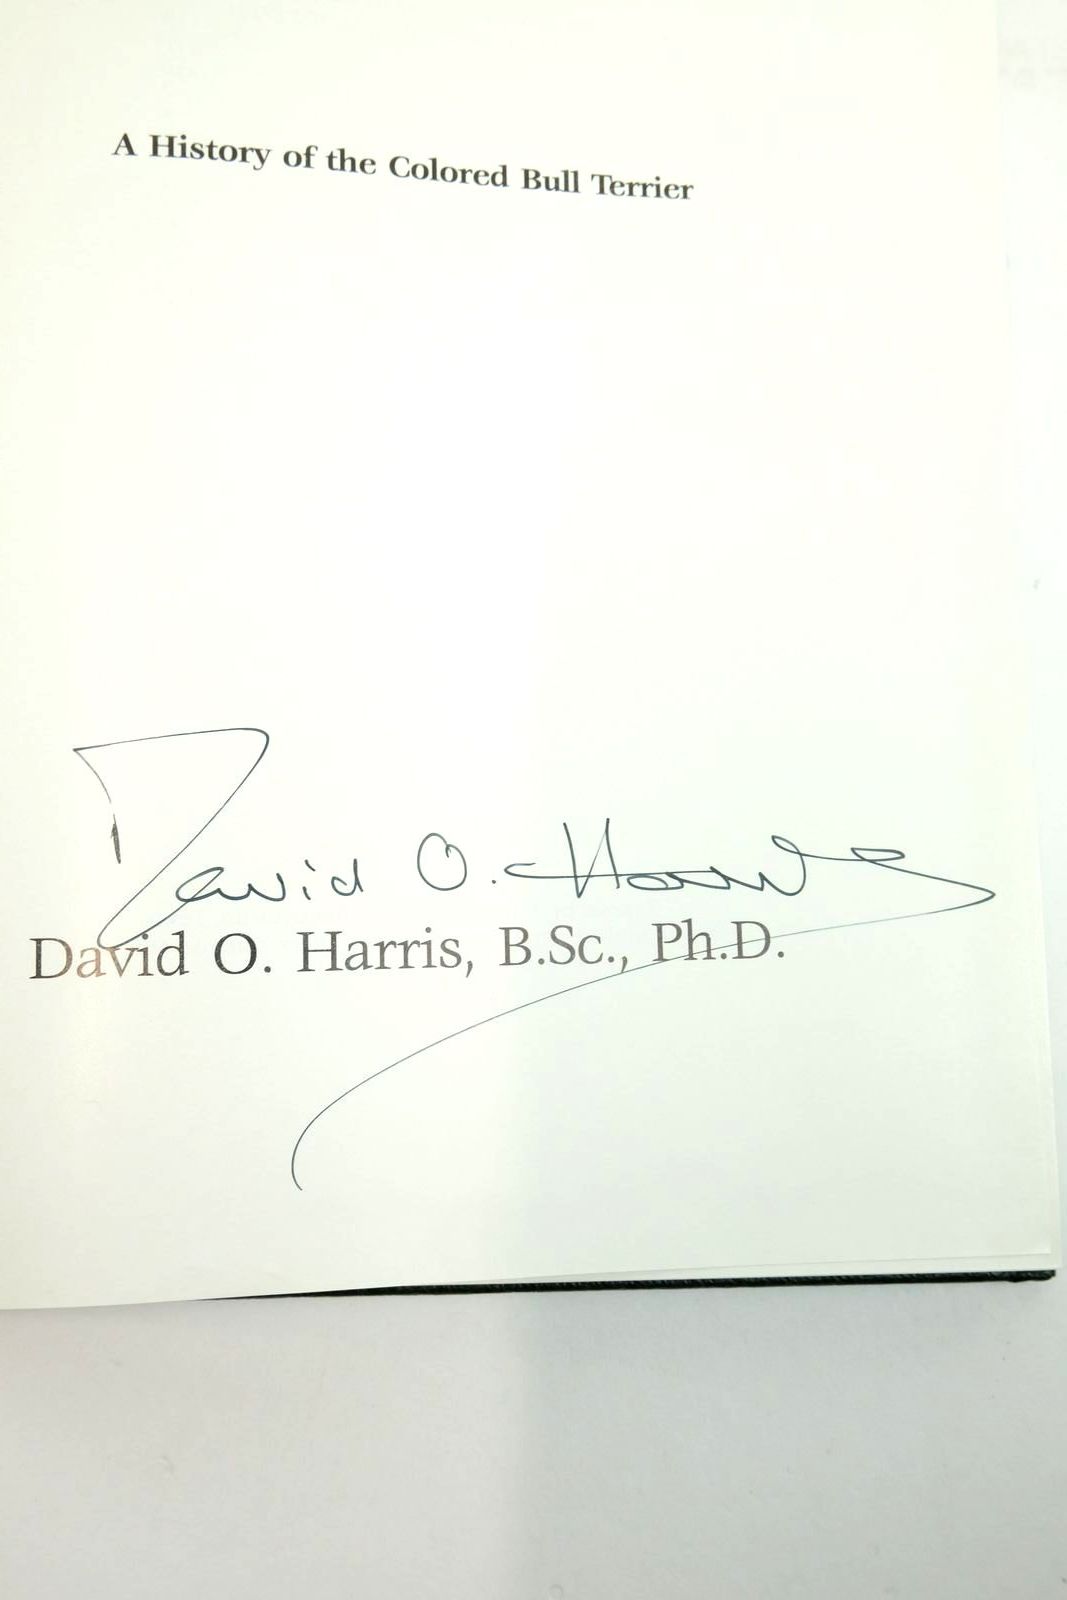 A History of the Colored Bull Terrier
David O. Harris
David O. Harris, B.Sc., Ph.D.